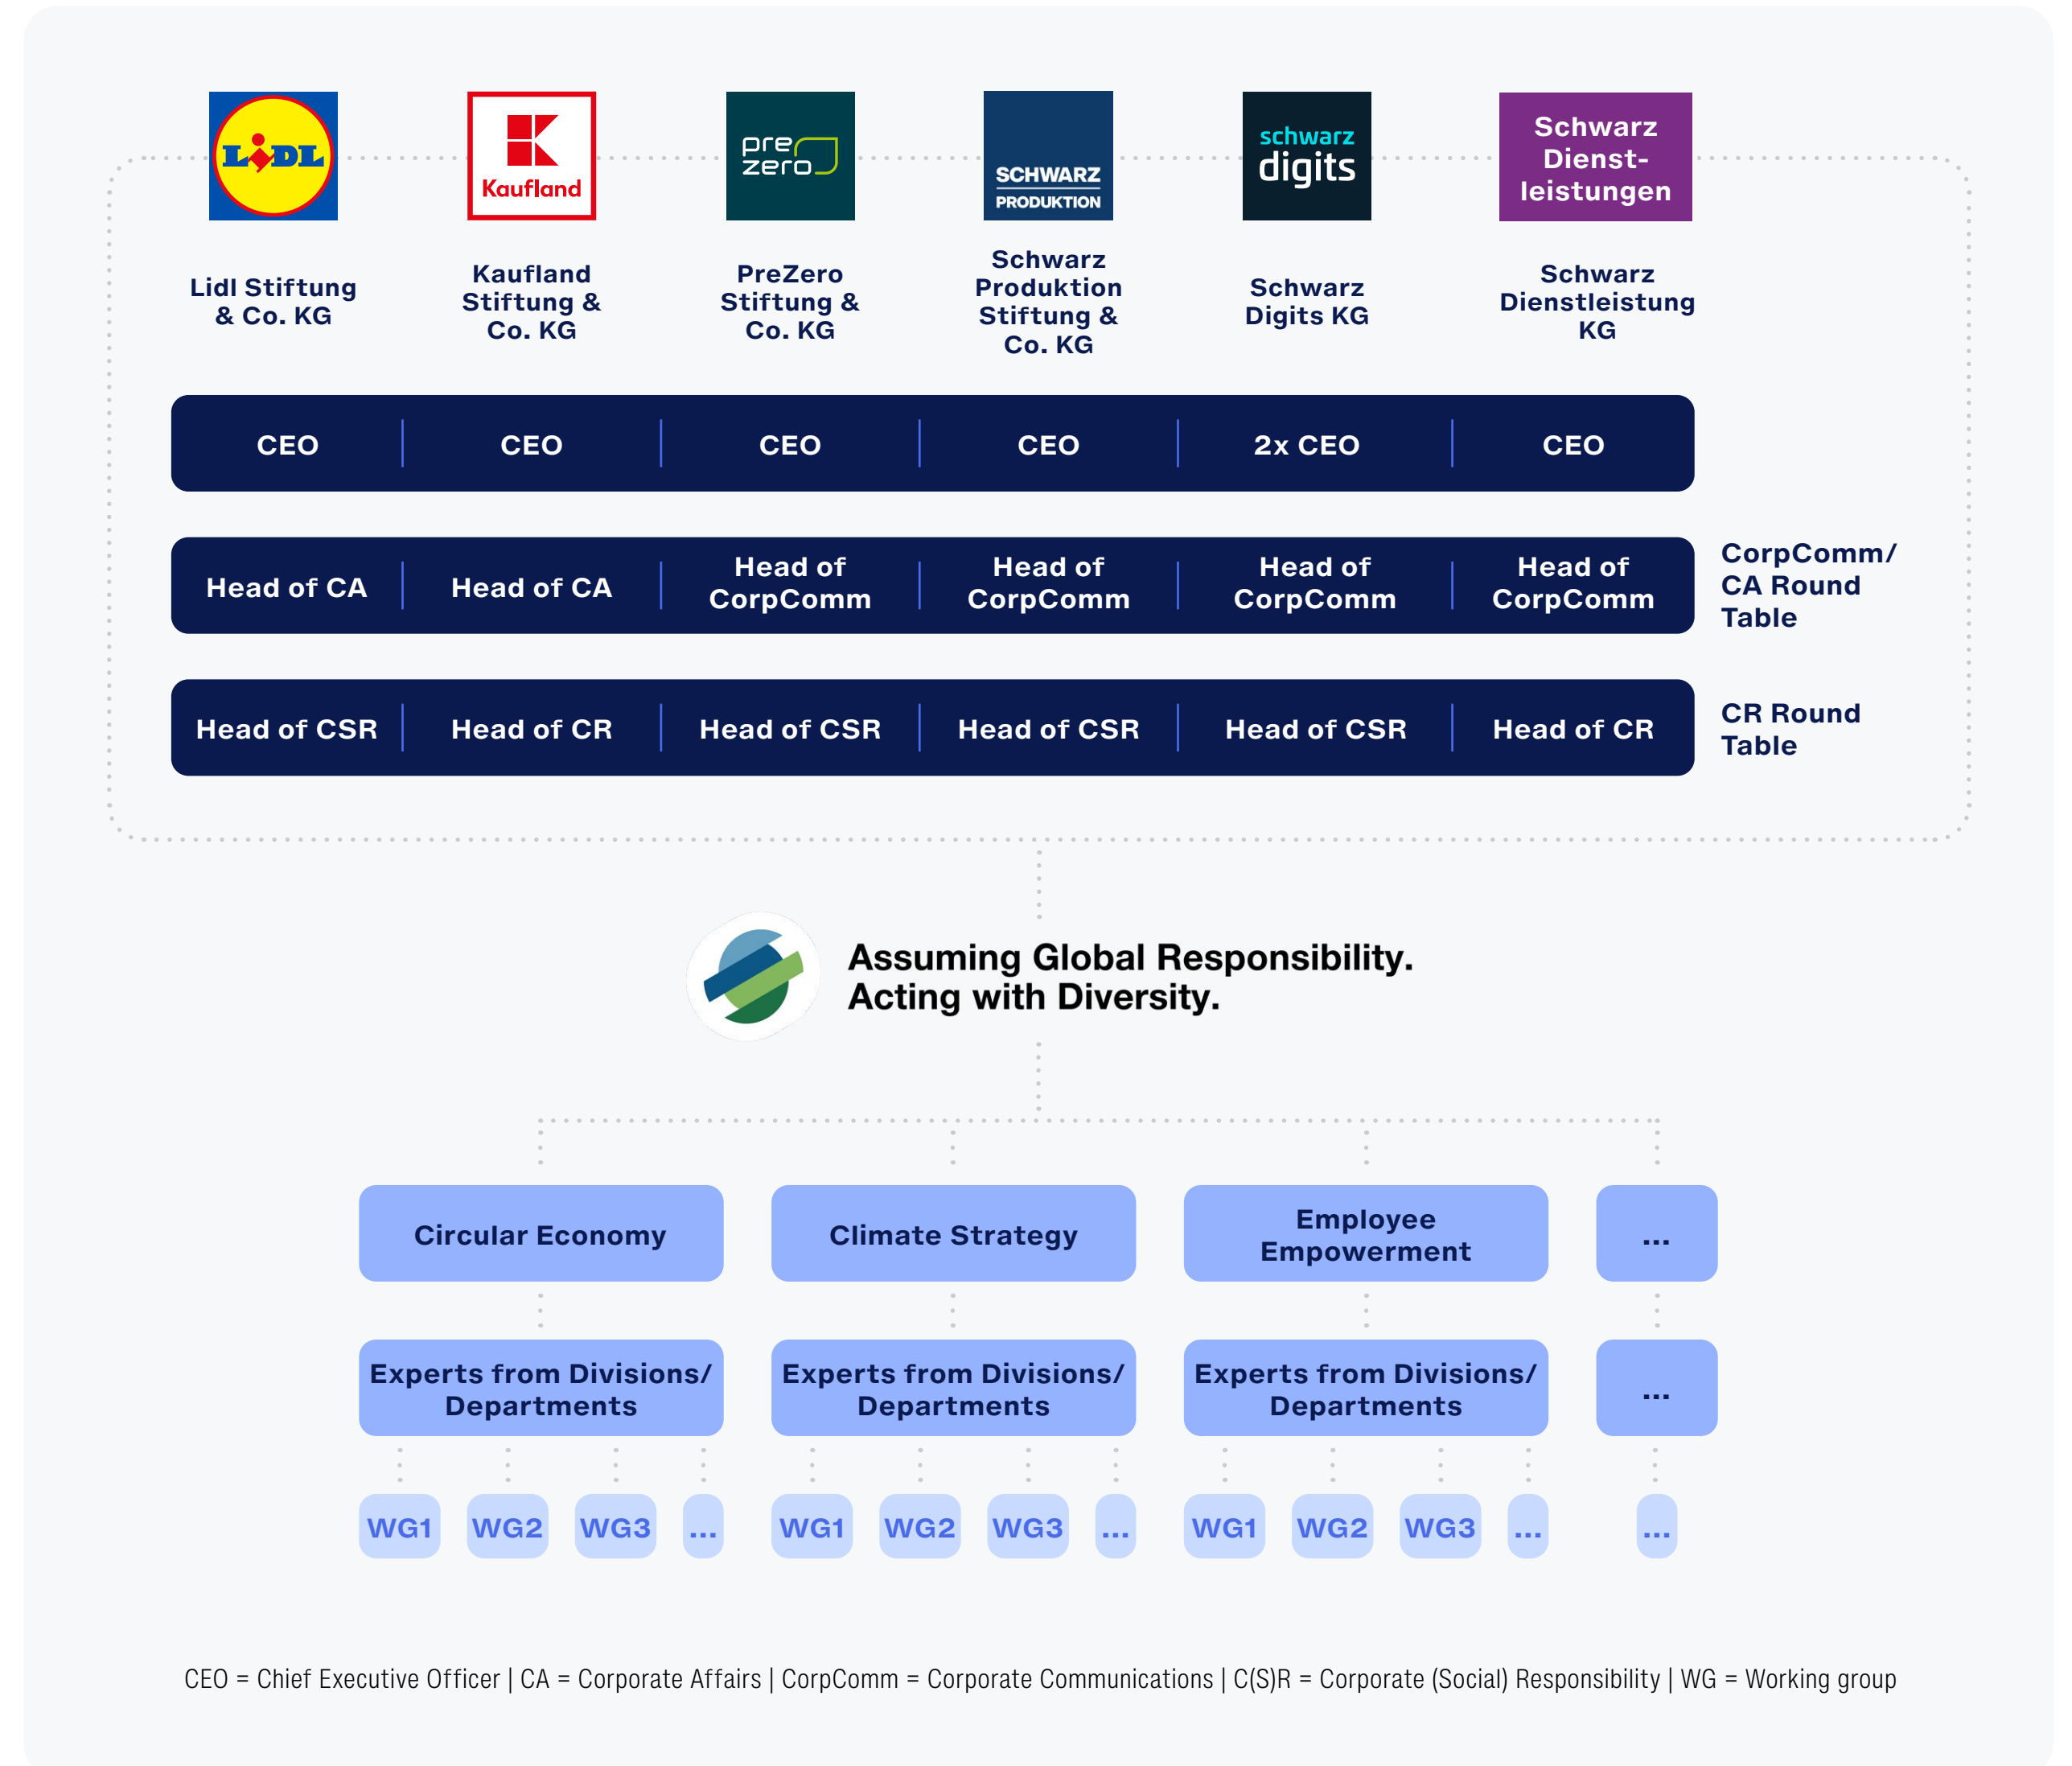 LiDL
Kaufland
pre
zero
SCHWARZ
PRODUKTION
schwarz
digits
Schwarz
Dienst-
leistungen
Lidl Stiftung
& Co. KG
Kaufland
Stiftung &
Co. KG
PreZero
Stiftung &
Co. KG
Schwarz
Produktion
Stiftung &
Co. KG
Schwarz
Digits KG
Schwarz
Dienstleistung
KG
CEO
CEO
CEO
CEO
2x CEO
CEO
Head of CA
Head of CA
Head of
CorpComm
Head of
CorpComm
Head of
CorpComm
Head of
CorpComm
CorpComm/
CA Round
Table
Head of CSR
Head of CR
Head of CSR
Head of CSR
Head of CSR
Head of CR
CR Round
Table
Assuming Global Responsibility.
Acting with Diversity.
Circular Economy
Climate Strategy
Employee
Empowerment
...
Experts from Divisions/
Departments
Experts from Divisions/
Departments
Experts from Divisions/
Departments
...
WG1
WG2
WG3
...
WG1
WG2
WG3
...
WG1
WG2
WG3
...
...
CEO = Chief Executive Officer | CA = Corporate Affairs | CorpComm = Corporate Communications | C(S)R = Corporate (Social) Responsibility | WG = Working group